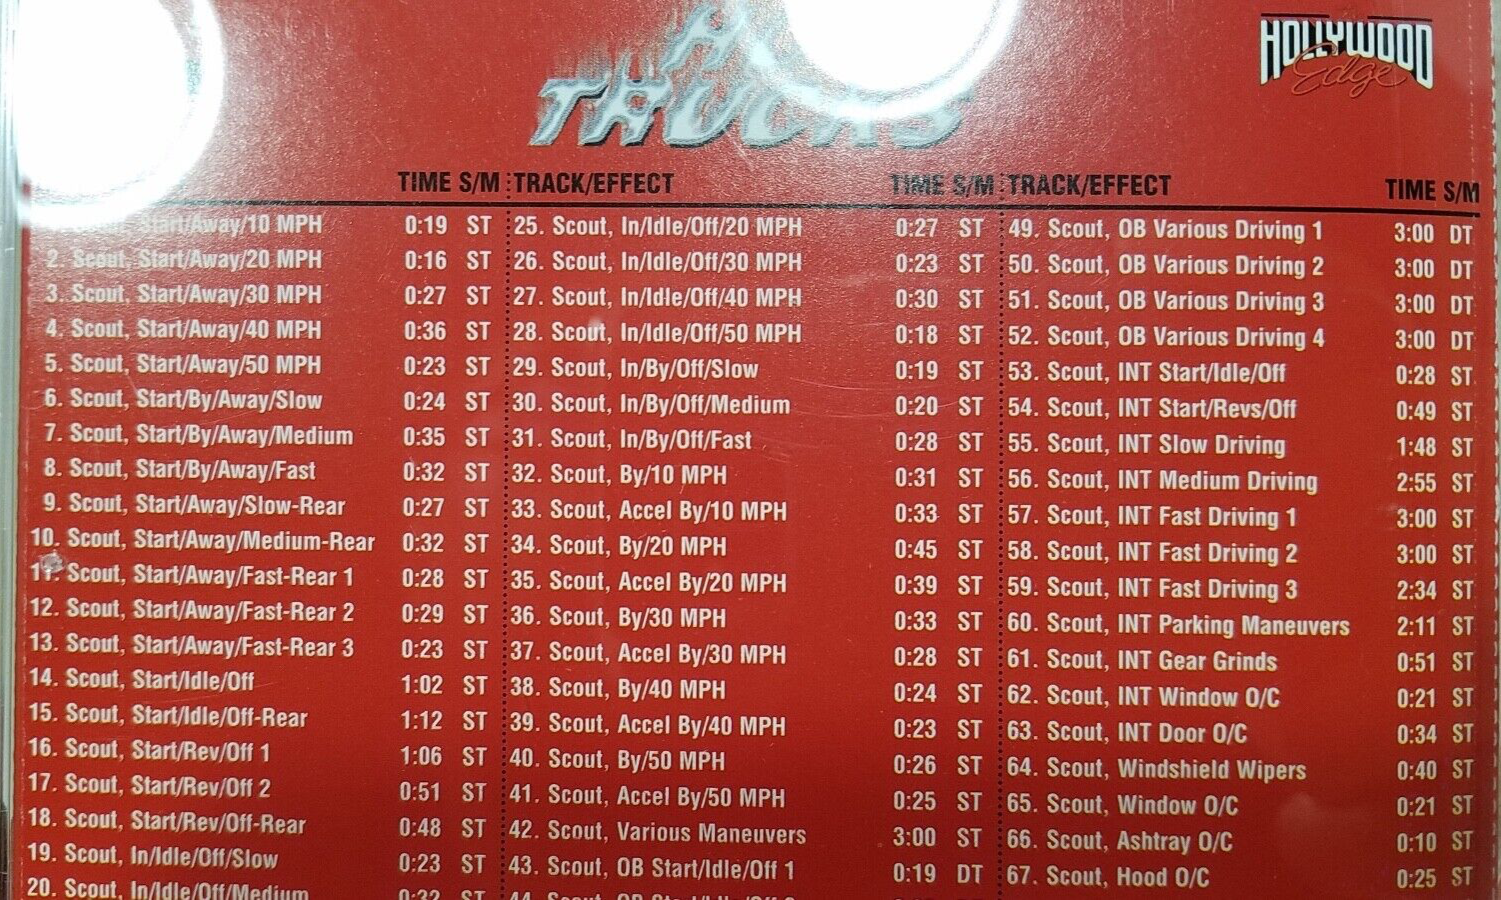 TRUCKS
HOLLYWOOD
Edge
TIME S/M
TRACK/EFFECT
TIME S/M
TRACK/EFFECT
TIME S/M
Start/Away/10 MPH 0:19 ST
2. Scout, Start/Away/20 MPH 0:16 ST
3. Scout, Start/Away/30 MPH 0:27 ST
4. Scout, Start/Away/40 MPH 0:36 ST
5. Scout, Start/Away/50 MPH 0:23 ST
6. Scout, Start/By/Away/Slow 0:24 ST
7. Scout, Start/By/Away/Medium 0:35 ST
8. Scout, Start/By/Away/Fast 0:32 ST
9. Scout, Start/Away/Slow-Rear 0:27 ST
10. Scout, Start/Away/Medium-Rear 0:32 ST
11. Scout, Start/Away/Fast-Rear 1 0:28 ST
12. Scout, Start/Away/Fast-Rear 2 0:29 ST
13. Scout, Start/Away/Fast-Rear 3 0:23 ST
14. Scout, Start/Idle/Off 1:02 ST
15. Scout, Start/Idle/Off-Rear 1:12 ST
16. Scout, Start/Rev/Off 1 1:06 ST
17. Scout, Start/Rev/Off 2 0:51 ST
18. Scout, Start/Rev/Off-Rear 0:48 ST
19. Scout, In/Idle/Off/Slow 0:23 ST
20. Scout, In/Idle/Off/Medium 0:32 ST
25. Scout, In/Idle/Off/20 MPH 0:27 ST
26. Scout, In/Idle/Off/30 MPH 0:23 ST
27. Scout, In/Idle/Off/40 MPH 0:30 ST
28. Scout, In/Idle/Off/50 MPH 0:18 ST
29. Scout, In/By/Off/Slow 0:19 ST
30. Scout, In/By/Off/Medium 0:20 ST
31. Scout, In/By/Off/Fast 0:28 ST
32. Scout, By/10 MPH 0:31 ST
33. Scout, Accel By/10 MPH 0:33 ST
34. Scout, By/20 MPH 0:45 ST
35. Scout, Accel By/20 MPH 0:39 ST
36. Scout, By/30 MPH 0:33 ST
37. Scout, Accel By/30 MPH 0:28 ST
38. Scout, By/40 MPH 0:24 ST
39. Scout, Accel By/40 MPH 0:23 ST
40. Scout, By/50 MPH 0:26 ST
41. Scout, Accel By/50 MPH 0:25 ST
42. Scout, Various Maneuvers 3:00 ST
43. Scout, OB Start/Idle/Off 1 0:19 DT
49. Scout, OB Various Driving 1 3:00 DT
50. Scout, OB Various Driving 2 3:00 DT
51. Scout, OB Various Driving 3 3:00 DT
52. Scout, OB Various Driving 4 3:00 DT
53. Scout, INT Start/Idle/Off 0:28 ST
54. Scout, INT Start/Revs/Off 0:49 ST
55. Scout, INT Slow Driving 1:48 ST
56. Scout, INT Medium Driving 2:55 ST
57. Scout, INT Fast Driving 1 3:00 ST
58. Scout, INT Fast Driving 2 3:00 ST
59. Scout, INT Fast Driving 3 2:34 ST
60. Scout, INT Parking Maneuvers 2:11 ST
61. Scout, INT Gear Grinds 0:51 ST
62. Scout, INT Window O/C 0:21 ST
63. Scout, INT Door O/C 0:34 ST
64. Scout, Windshield Wipers 0:40 ST
65. Scout, Window O/C 0:21 ST
66. Scout, Ashtray O/C 0:10 ST
67. Scout, Hood O/C 0:25 ST